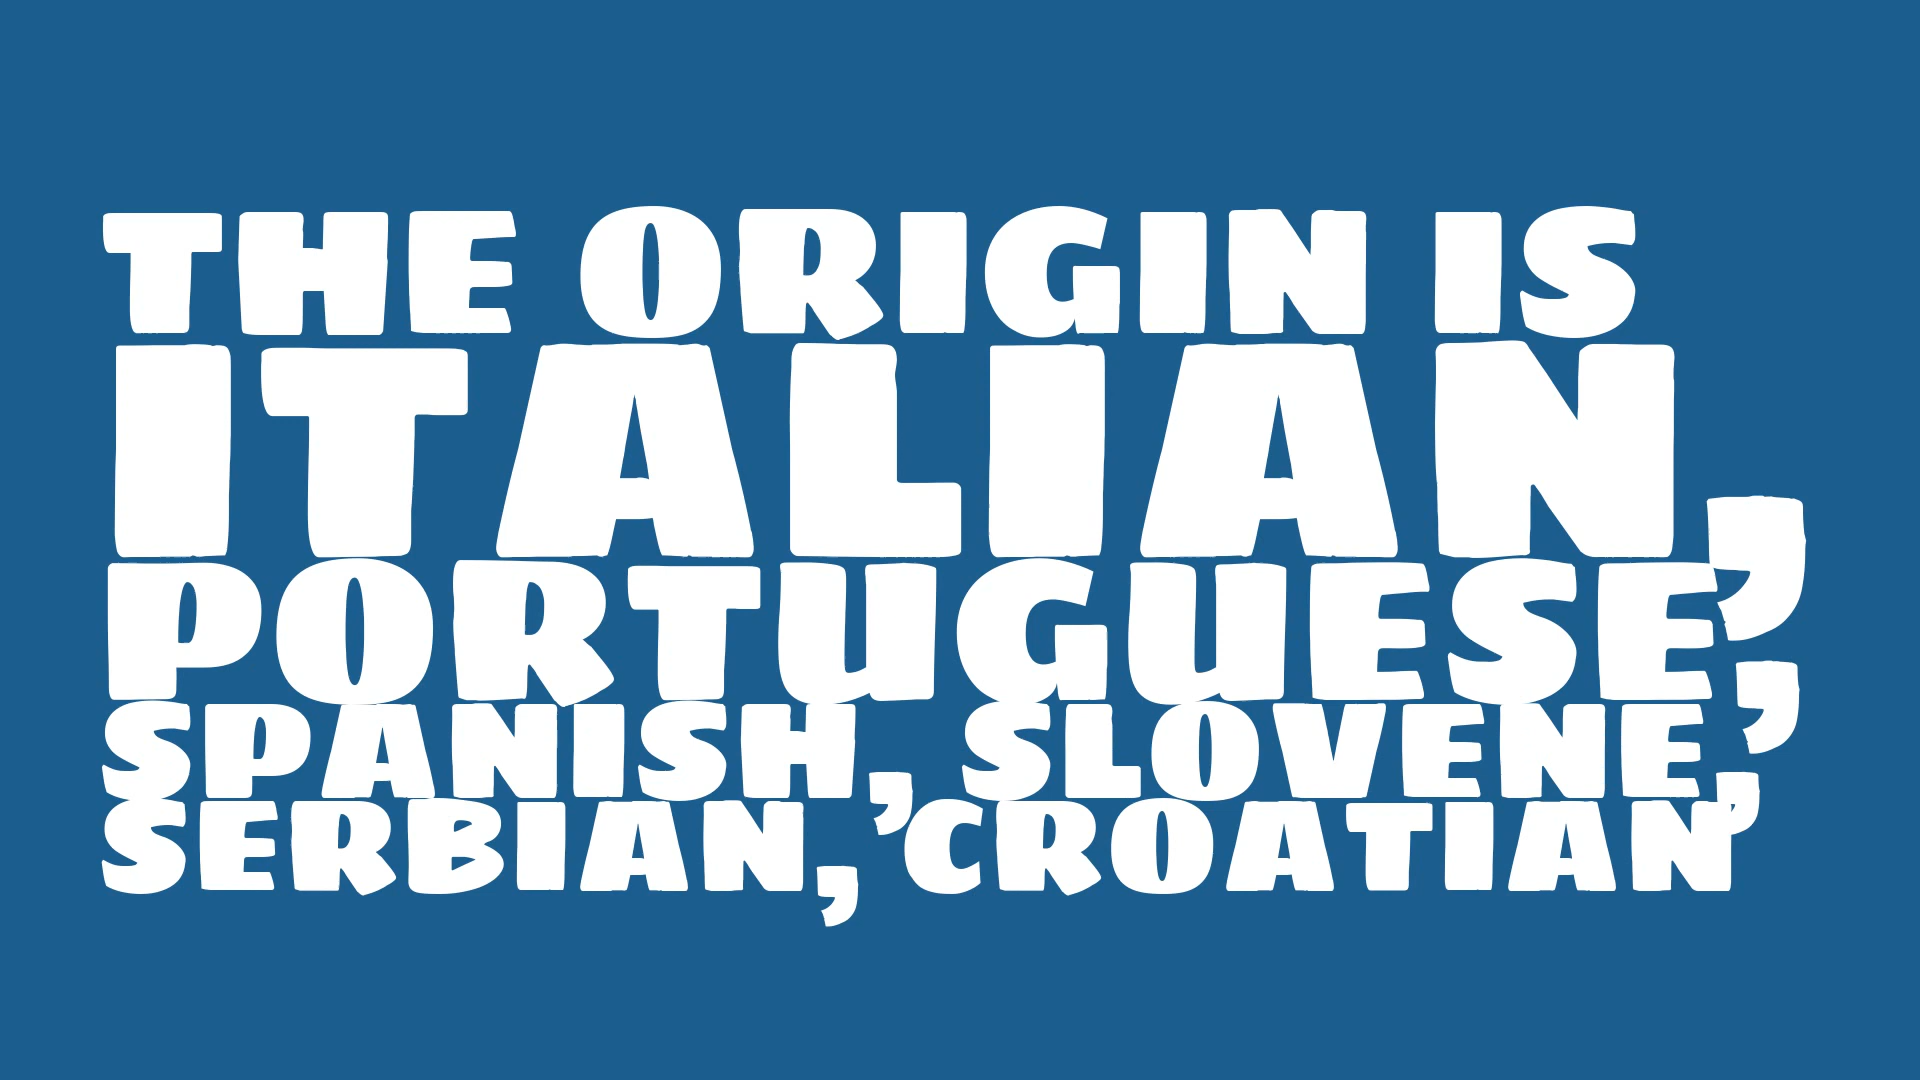 THE ORIGIN IS
ITALIAN,
PORTUGUESE,
SPANISH, SLOVENE,
SERBIAN, CROATIAN